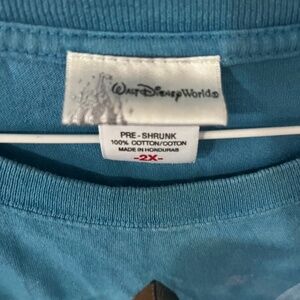 Walt Disney World®
PRE-SHRUNK
100% COTTON/COTON
MADE IN HONDURAS
-2X-